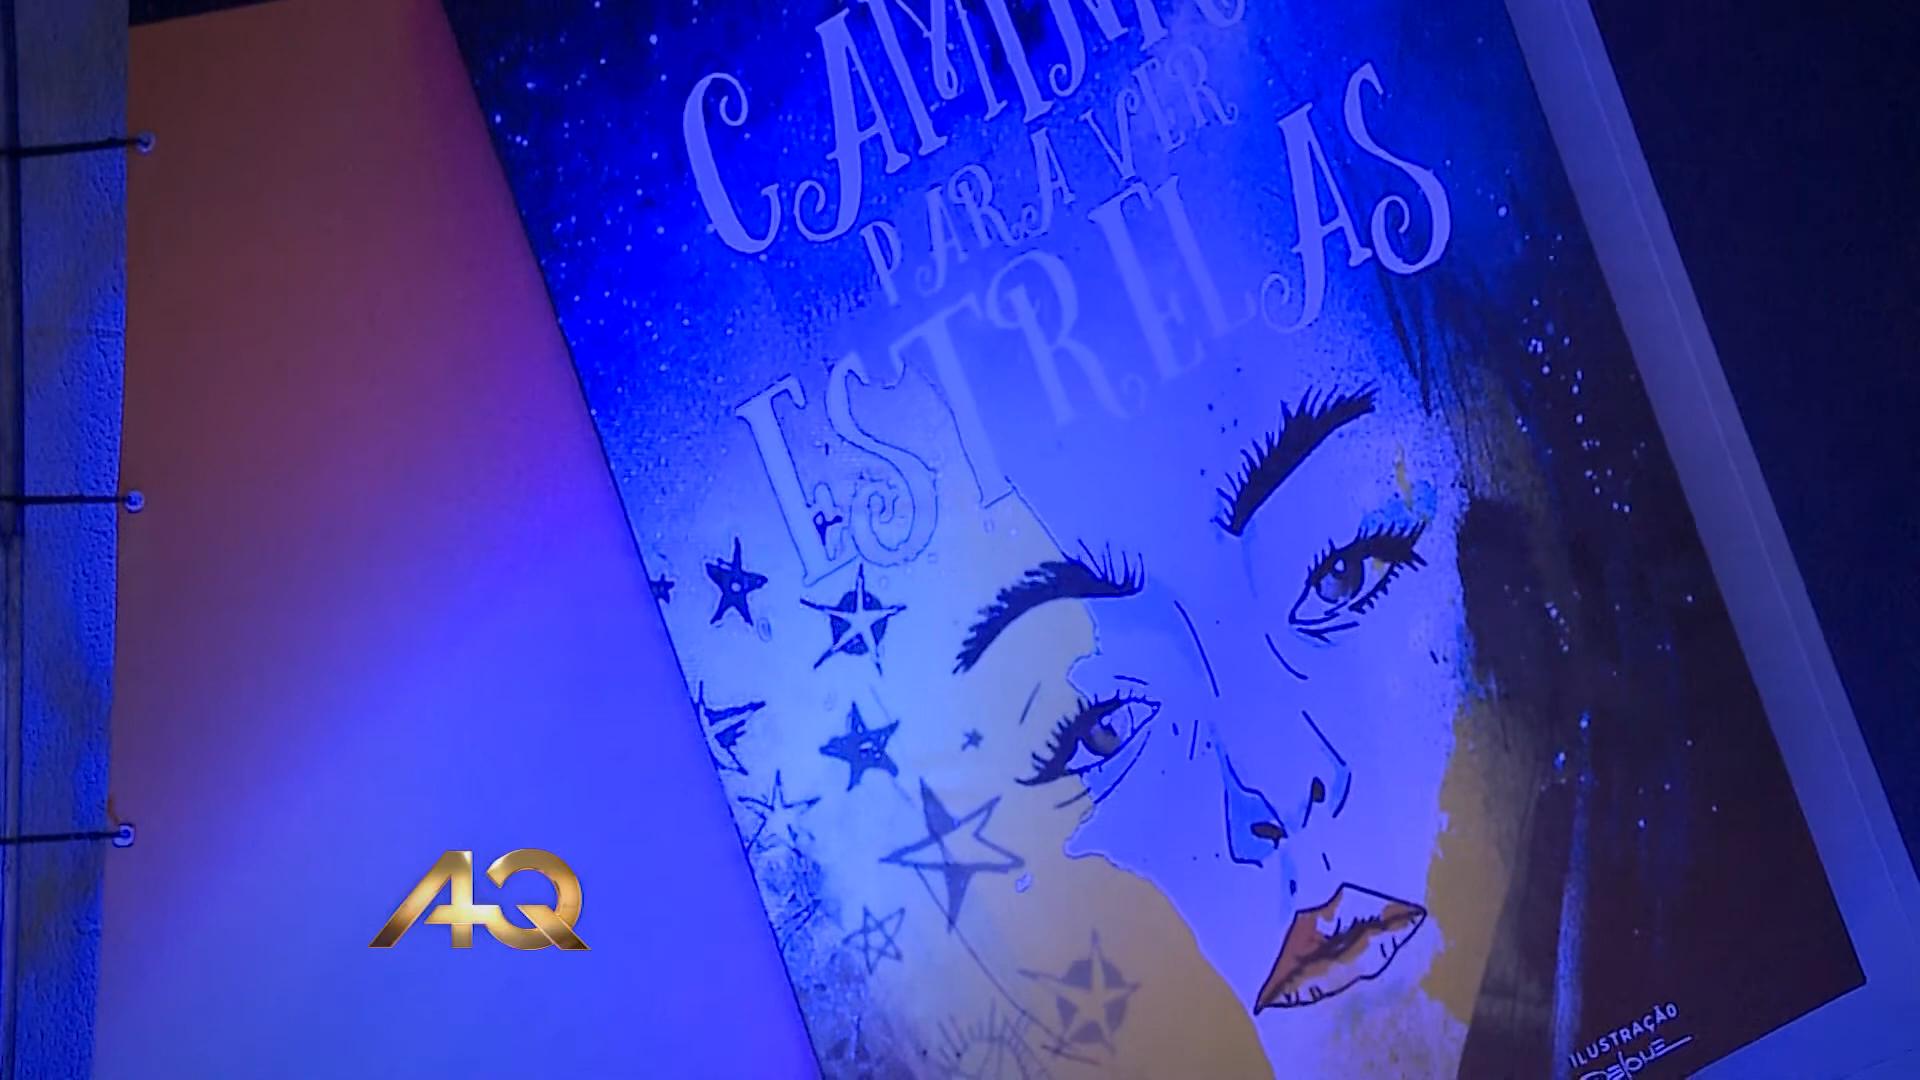 CAMINHO
PARA VER
ESTRELAS
AQ
ILUSTRAÇÃO